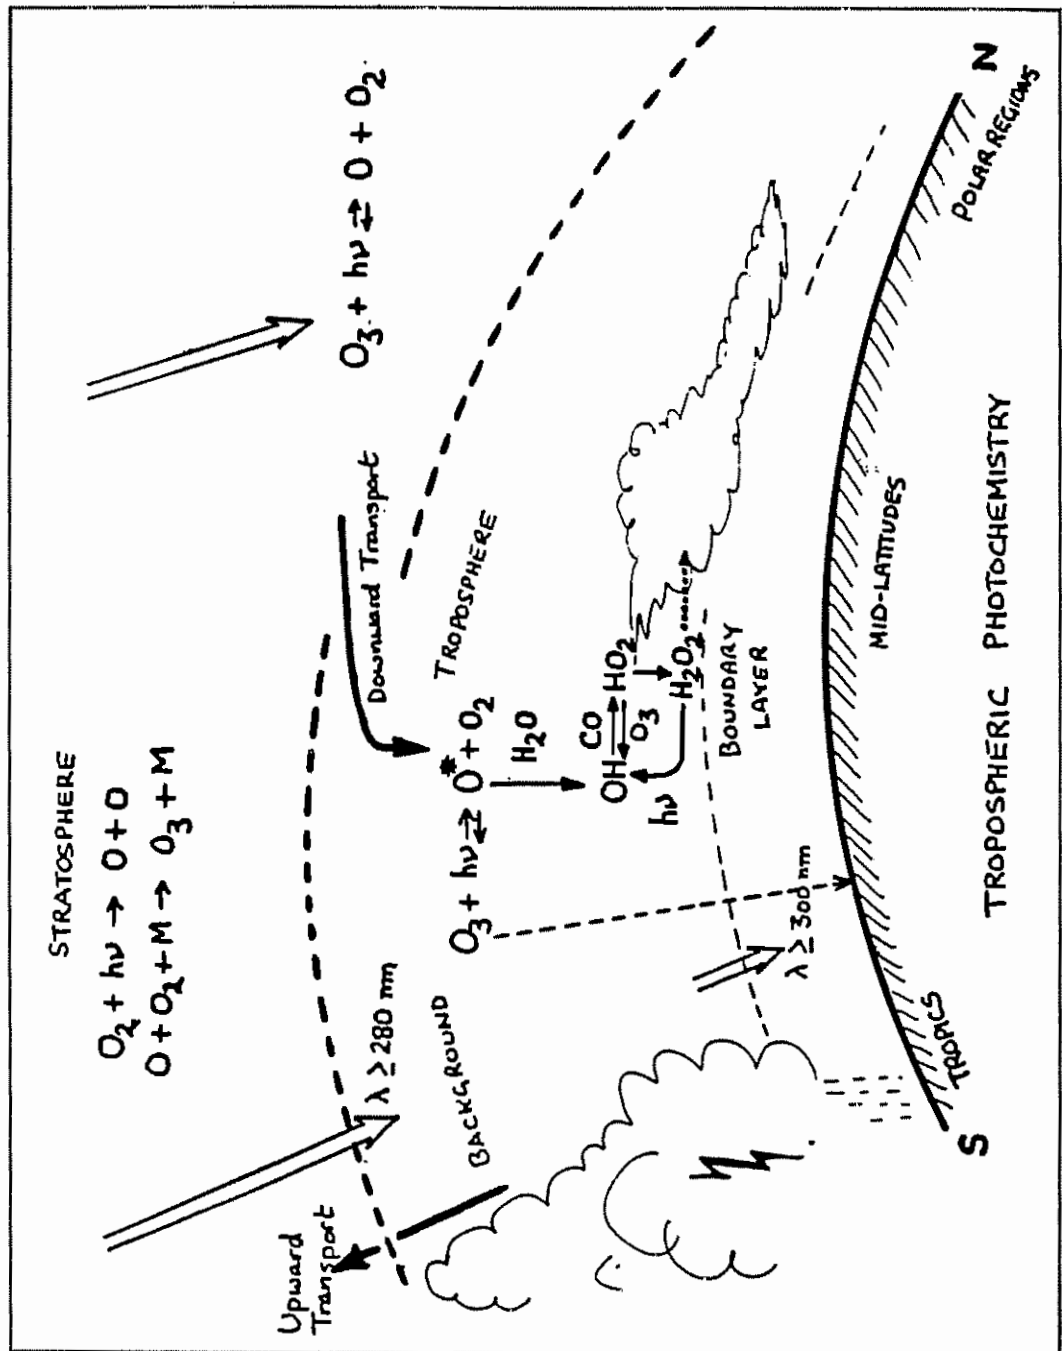 STRATOSPHERE
O₂ + hν → O + O
O + O₂ + M → O₃ + M
O₃ + hν ⇄ O + O₂
Upward
Transport
λ ≥ 280 nm
Downward Transport
BACKGROUND
TROPOSPHERE
O₃ + hν ⇄ O* + O₂
H₂O
OH
CO
O₃
HO₂
hν
H₂O₂
λ ≥ 300 nm
BOUNDARY
LAYER
S
TROPICS
MID-LATITUDES
POLAR REGIONS
N
TROPOSPHERIC PHOTOCHEMISTRY